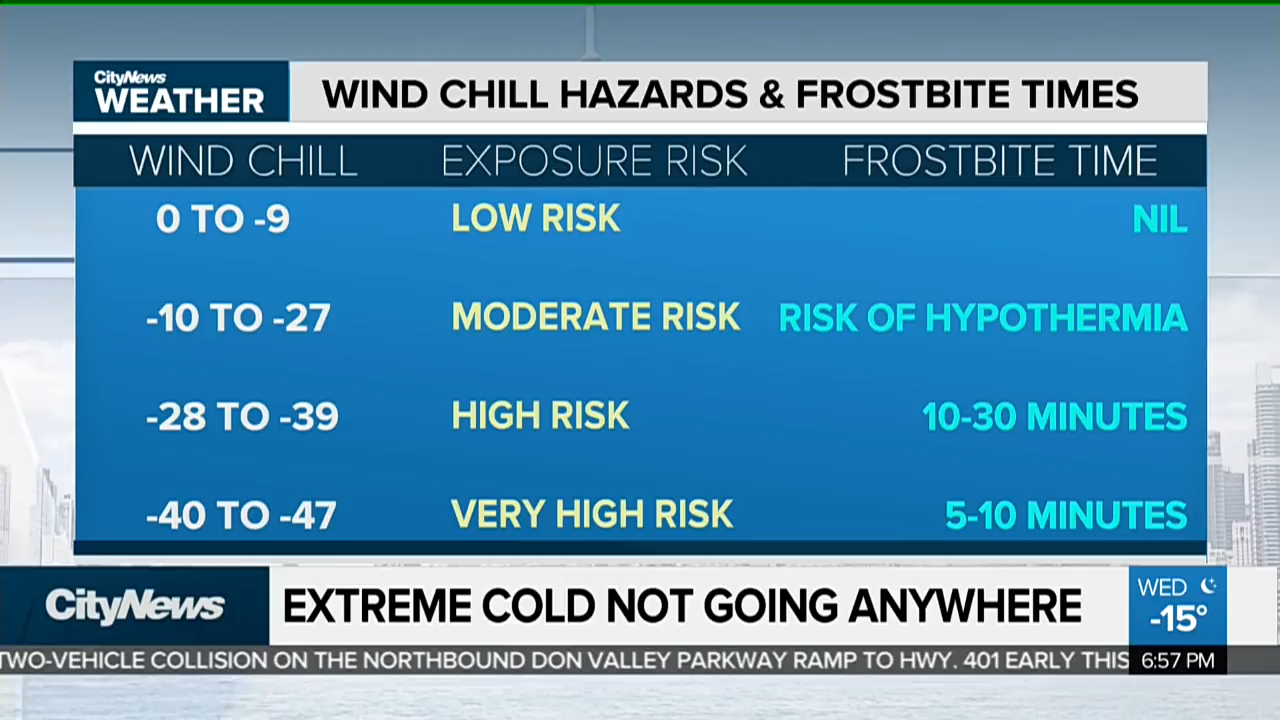 CityNews
WEATHER
WIND CHILL HAZARDS & FROSTBITE TIMES
WIND CHILL EXPOSURE RISK FROSTBITE TIME
0 TO -9 LOW RISK NIL
-10 TO -27 MODERATE RISK RISK OF HYPOTHERMIA
-28 TO -39 HIGH RISK 10-30 MINUTES
-40 TO -47 VERY HIGH RISK 5-10 MINUTES
CityNews
EXTREME COLD NOT GOING ANYWHERE
WED
-15°
TWO-VEHICLE COLLISION ON THE NORTHBOUND DON VALLEY PARKWAY RAMP TO HWY. 401 EARLY THIS
6:57 PM